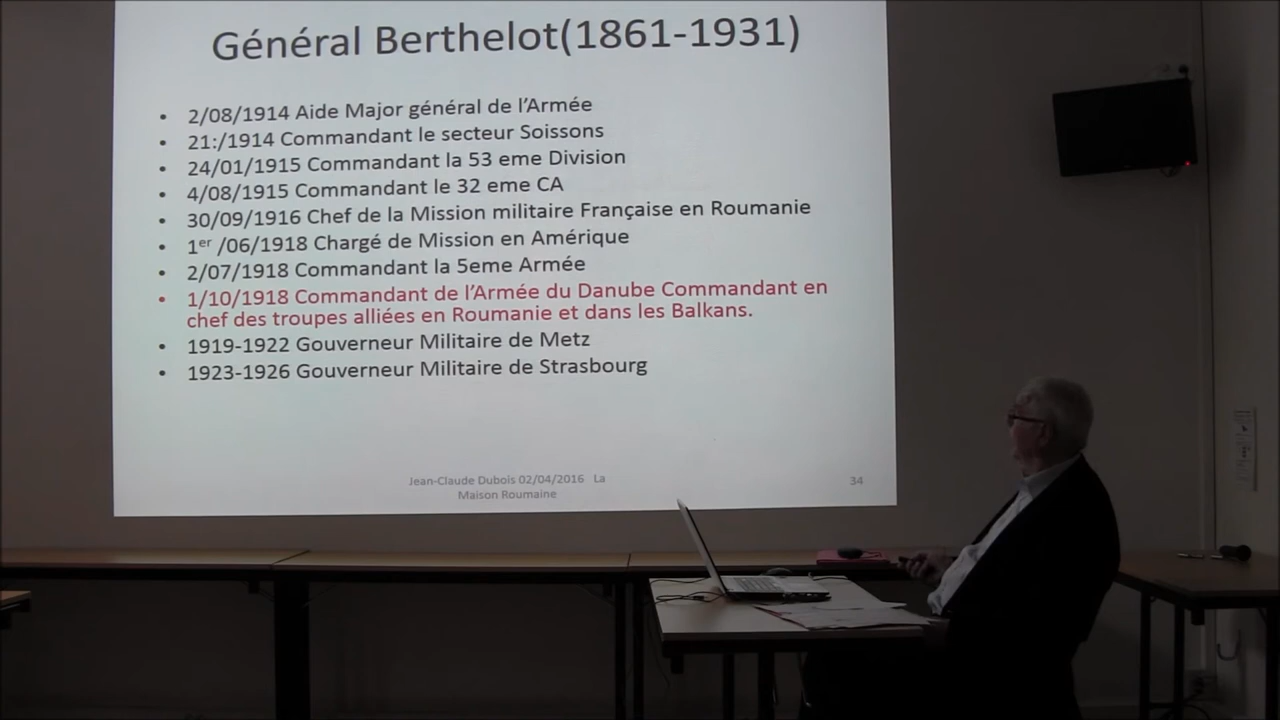 Général Berthelot(1861-1931)
• 2/08/1914 Aide Major général de l'Armée
• 21:/1914 Commandant le secteur Soissons
• 24/01/1915 Commandant la 53 eme Division
• 4/08/1915 Commandant le 32 eme CA
• 30/09/1916 Chef de la Mission militaire Française en Roumanie
• 1er /06/1918 Chargé de Mission en Amérique
• 2/07/1918 Commandant la 5eme Armée
• 1/10/1918 Commandant de l'Armée du Danube Commandant en
chef des troupes alliées en Roumanie et dans les Balkans.
• 1919-1922 Gouverneur Militaire de Metz
• 1923-1926 Gouverneur Militaire de Strasbourg
Jean-Claude Dubois 02/04/2016 La
Maison Roumaine
34